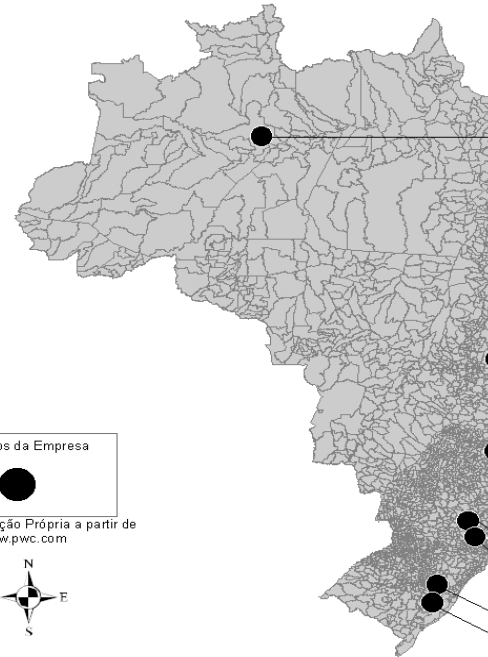 os da Empresa
ção Própria a partir de
w.pwc.com
N
E
S